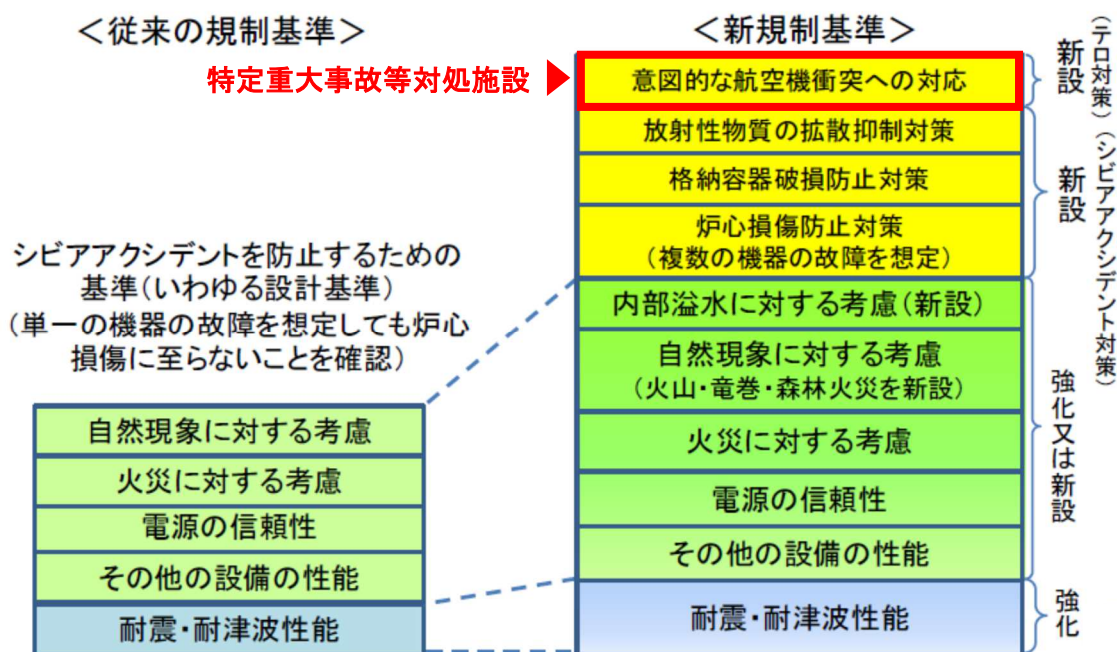 ＜従来の規制基準＞
シビアアクシデントを防止するための
基準(いわゆる設計基準)
(単一の機器の故障を想定しても炉心
損傷に至らないことを確認)
自然現象に対する考慮
火災に対する考慮
電源の信頼性
その他の設備の性能
耐震・耐津波性能
＜新規制基準＞
特定重大事故等対処施設 ▶
意図的な航空機衝突への対応
放射性物質の拡散抑制対策
格納容器破損防止対策
炉心損傷防止対策
(複数の機器の故障を想定)
内部溢水に対する考慮(新設)
自然現象に対する考慮
(火山・竜巻・森林火災を新設)
火災に対する考慮
電源の信頼性
その他の設備の性能
耐震・耐津波性能
新設
(テロ対策)
新設
(シビアアクシデント対策)
強化又は新設
強化